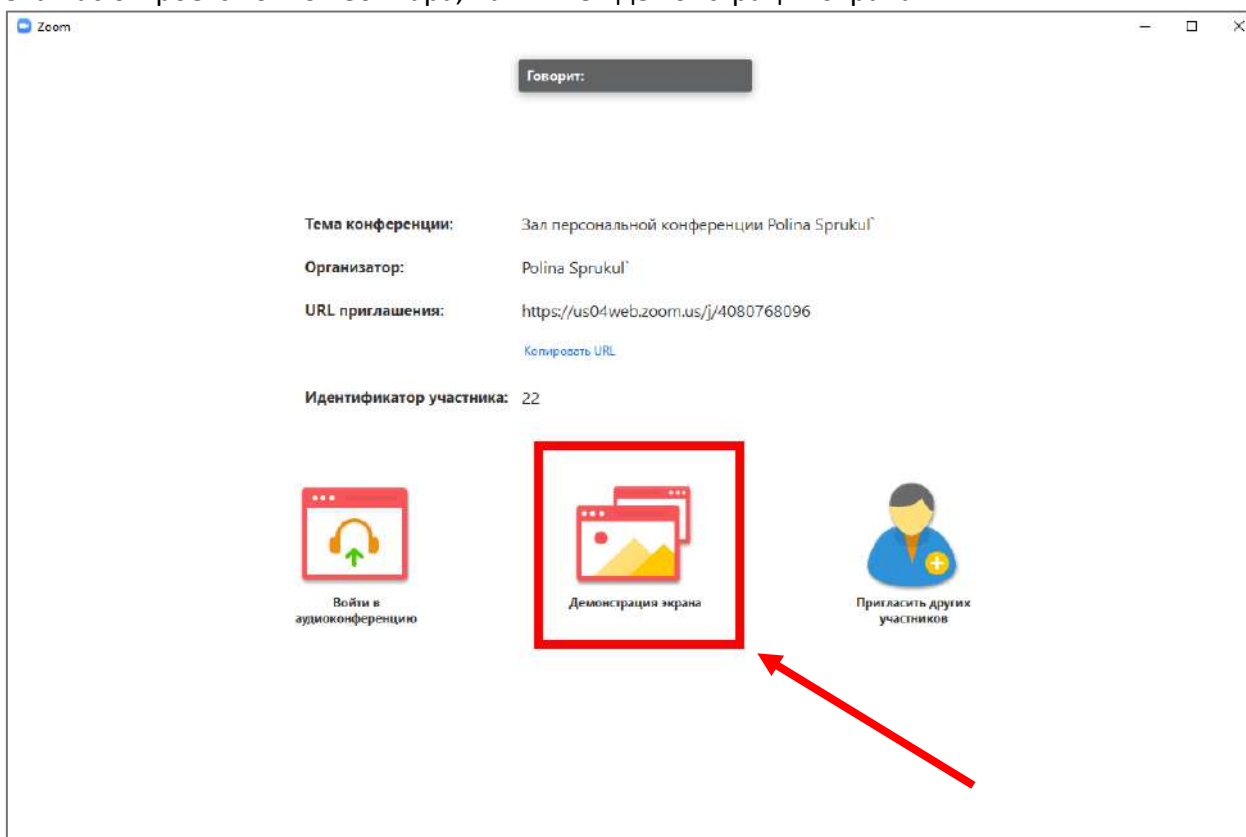 Zoom
Говорит:
Тема конференции: Зал персональной конференции Polina Sprukul`
Организатор: Polina Sprukul`
URL приглашения: https://us04web.zoom.us/j/4080768096
Копировать URL
Идентификатор участника: 22
Войти в
аудиоконференцию
Демонстрация экрана
Пригласить других
участников